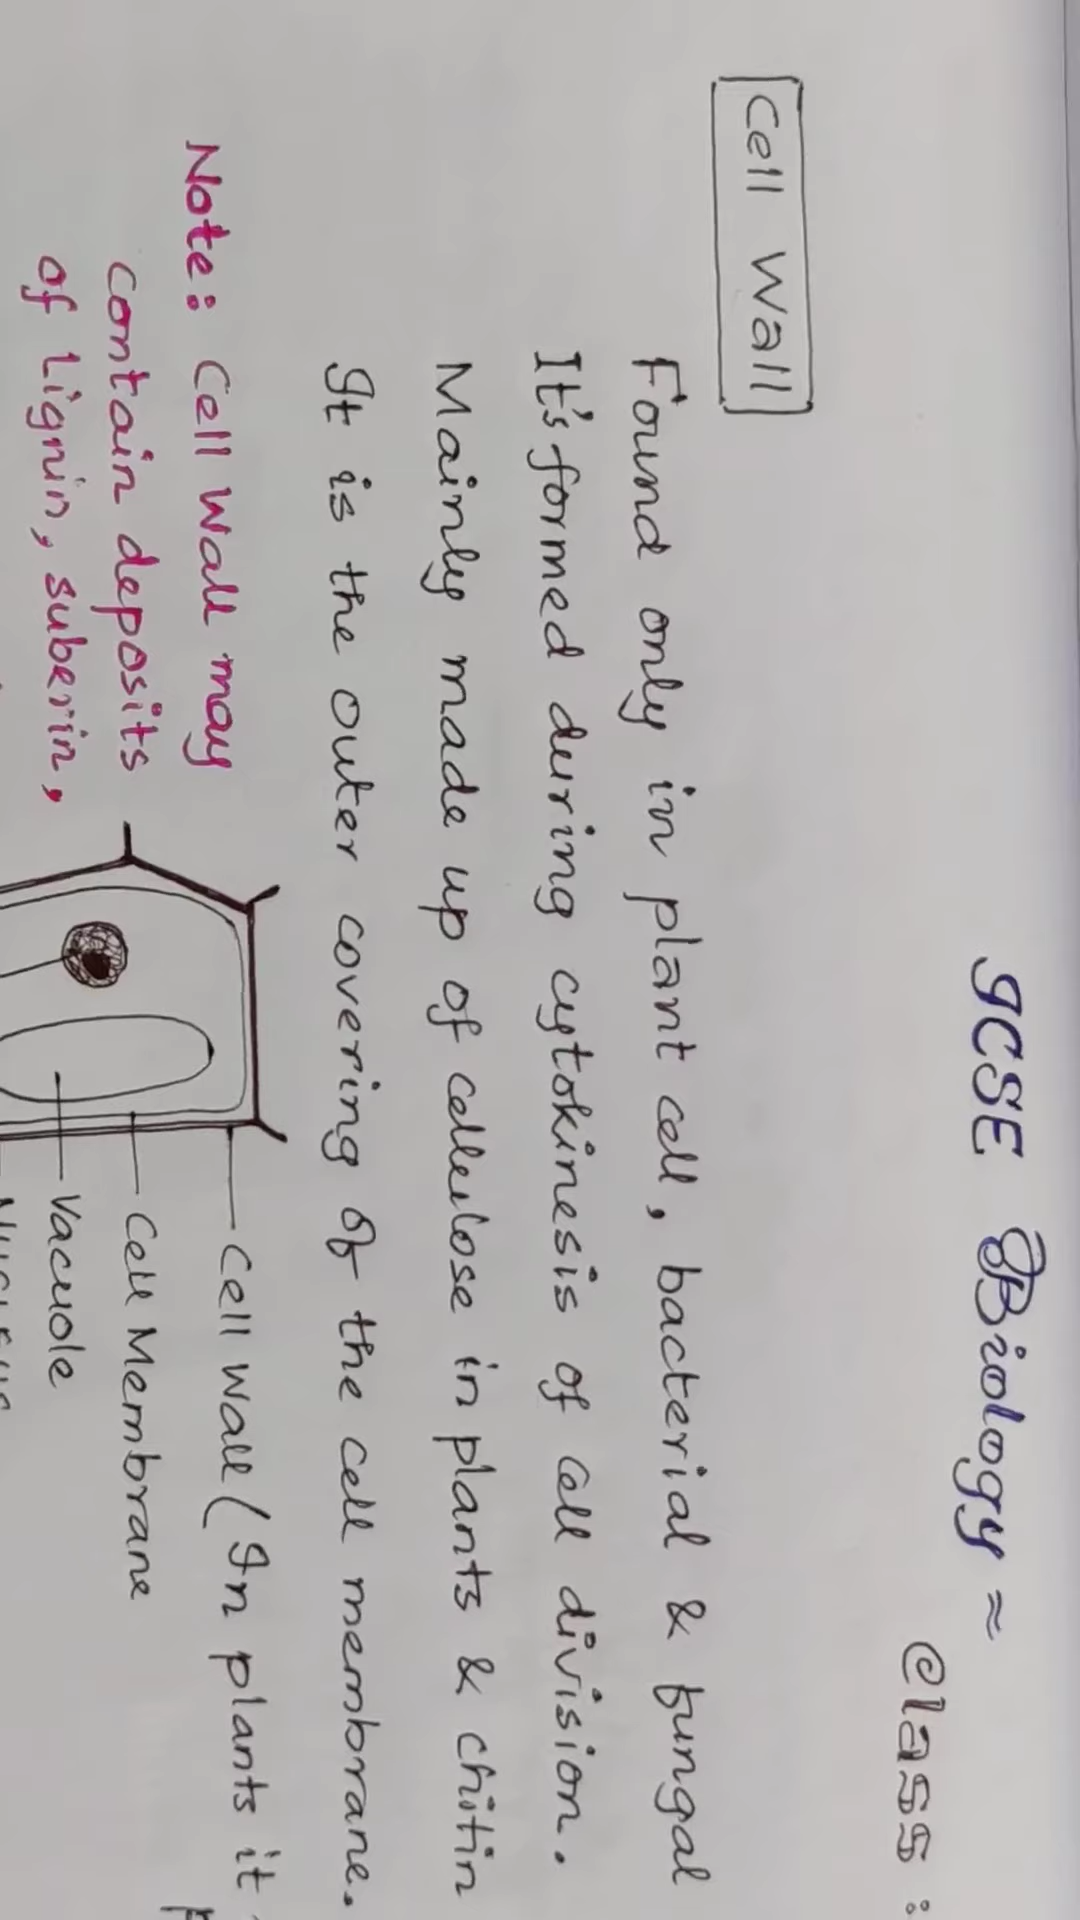 ICSE Biology ≈
Class :
Cell Wall
Found only in plant cell, bacterial & fungal
It's formed during cytokinesis of cell division.
Mainly made up of cellulose in plants & chitin
It is the outer covering of the cell membrane.
Note: Cell Wall may
contain deposits
of Lignin, suberin,
Cell wall (In plants it
Cell Membrane
Vacuole